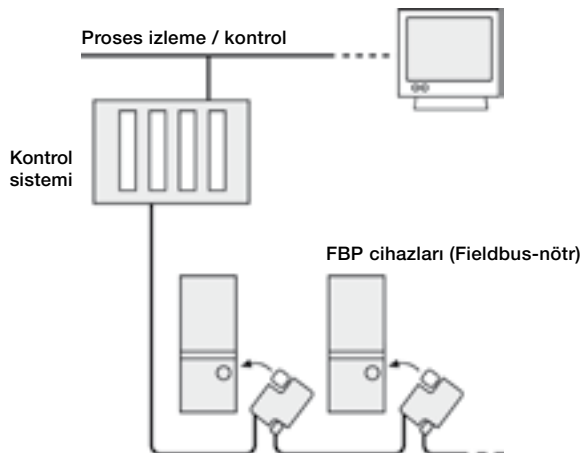 Proses izleme / kontrol
Kontrol
sistemi
FBP cihazları (Fieldbus-nötr)